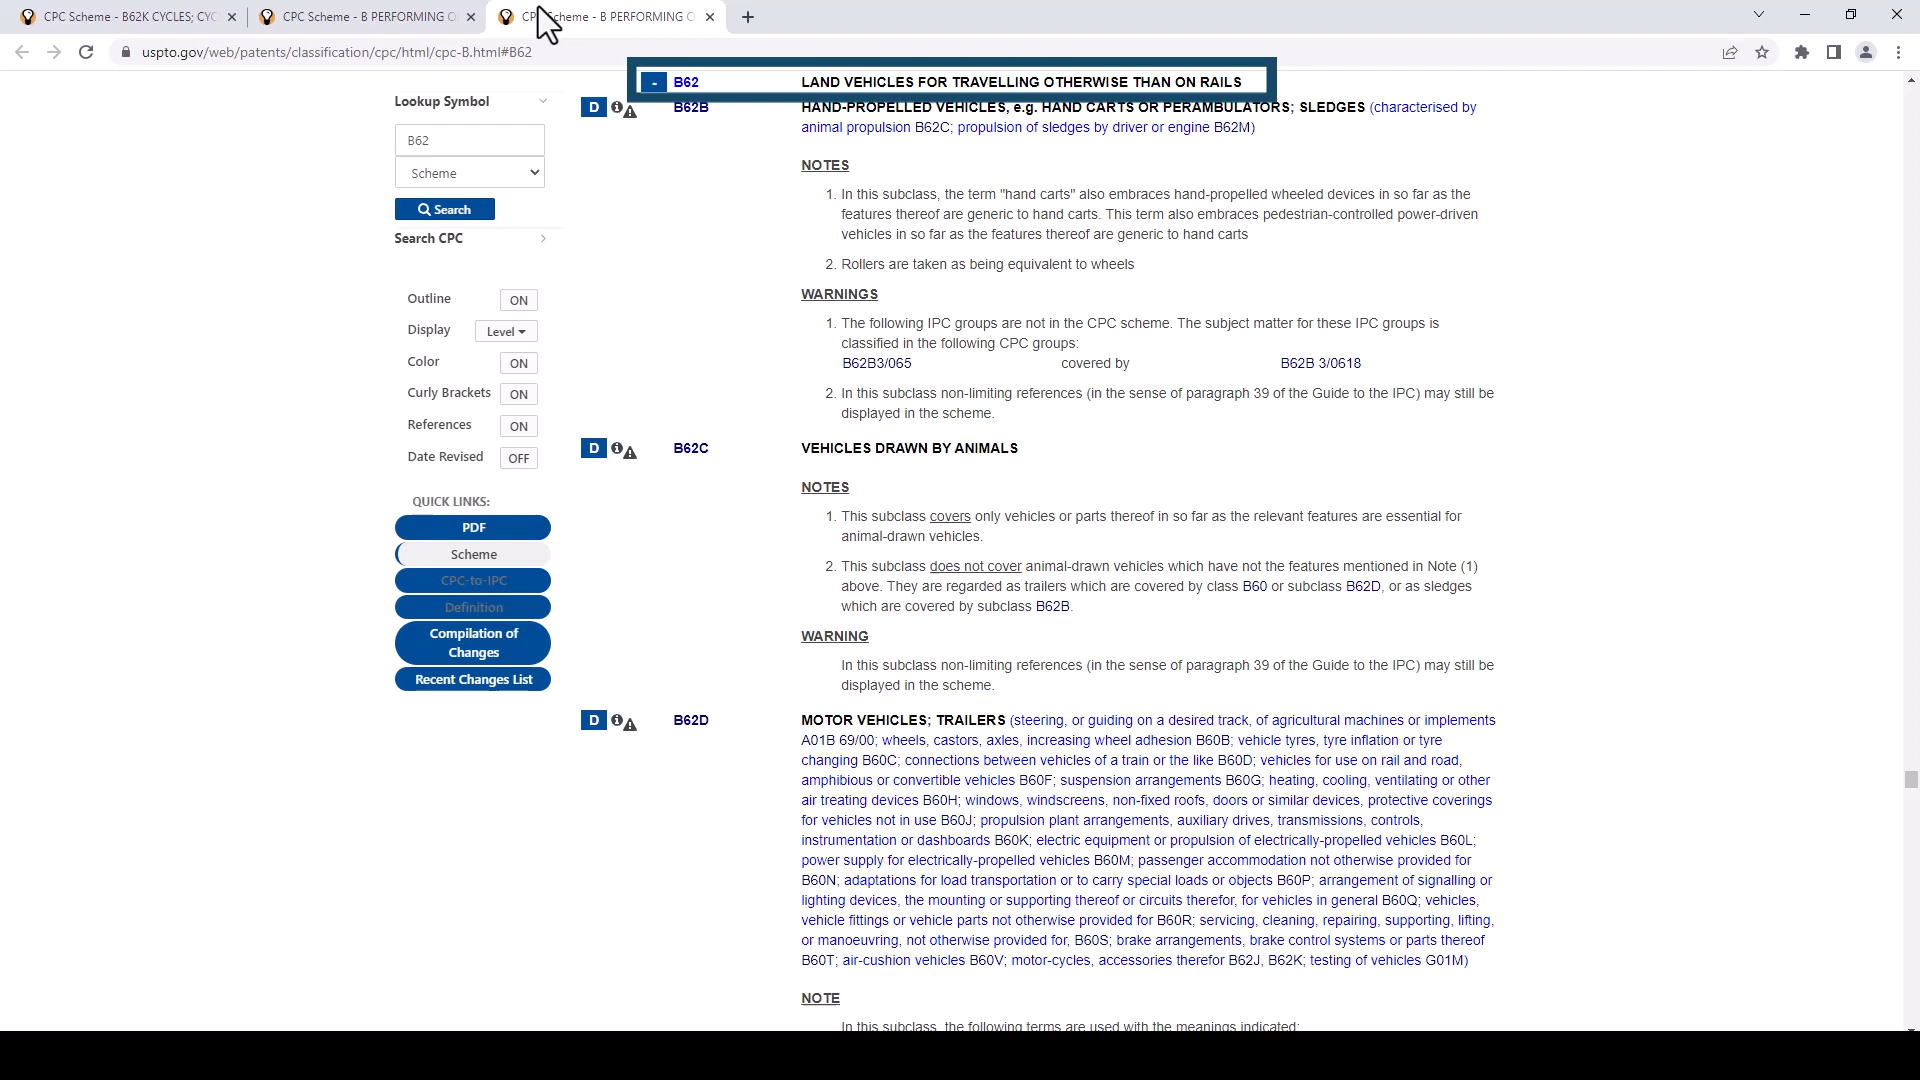 CPC Scheme - B62K CYCLES; CYC
CPC Scheme - B PERFORMING O
CPC Scheme - B PERFORMING O
uspto.gov/web/patents/classification/cpc/html/cpc-B.html#B62
Lookup Symbol
B62
Scheme
Search
Search CPC
Outline ON
Display Level
Color ON
Curly Brackets ON
References ON
Date Revised OFF
QUICK LINKS:
PDF
Scheme
CPC-to-IPC
Definition
Compilation of
Changes
Recent Changes List
- B62 LAND VEHICLES FOR TRAVELLING OTHERWISE THAN ON RAILS
D B62B HAND-PROPELLED VEHICLES, e.g. HAND CARTS OR PERAMBULATORS; SLEDGES (characterised by
animal propulsion B62C; propulsion of sledges by driver or engine B62M)
NOTES
1. In this subclass, the term "hand carts" also embraces hand-propelled wheeled devices in so far as the
features thereof are generic to hand carts. This term also embraces pedestrian-controlled power-driven
vehicles in so far as the features thereof are generic to hand carts
2. Rollers are taken as being equivalent to wheels
WARNINGS
1. The following IPC groups are not in the CPC scheme. The subject matter for these IPC groups is
classified in the following CPC groups:
B62B3/065 covered by B62B 3/0618
2. In this subclass non-limiting references (in the sense of paragraph 39 of the Guide to the IPC) may still be
displayed in the scheme.
D B62C VEHICLES DRAWN BY ANIMALS
NOTES
1. This subclass covers only vehicles or parts thereof in so far as the relevant features are essential for
animal-drawn vehicles.
2. This subclass does not cover animal-drawn vehicles which have not the features mentioned in Note (1)
above. They are regarded as trailers which are covered by class B60 or subclass B62D, or as sledges
which are covered by subclass B62B.
WARNING
In this subclass non-limiting references (in the sense of paragraph 39 of the Guide to the IPC) may still be
displayed in the scheme.
D B62D MOTOR VEHICLES; TRAILERS (steering, or guiding on a desired track, of agricultural machines or implements
A01B 69/00; wheels, castors, axles, increasing wheel adhesion B60B; vehicle tyres, tyre inflation or tyre
changing B60C; connections between vehicles of a train or the like B60D; vehicles for use on rail and road,
amphibious or convertible vehicles B60F; suspension arrangements B60G; heating, cooling, ventilating or other
air treating devices B60H; windows, windscreens, non-fixed roofs, doors or similar devices, protective coverings
for vehicles not in use B60J; propulsion plant arrangements, auxiliary drives, transmissions, controls,
instrumentation or dashboards B60K; electric equipment or propulsion of electrically-propelled vehicles B60L;
power supply for electrically-propelled vehicles B60M; passenger accommodation not otherwise provided for
B60N; adaptations for load transportation or to carry special loads or objects B60P; arrangement of signalling or
lighting devices, the mounting or supporting thereof or circuits therefor, for vehicles in general B60Q; vehicles,
vehicle fittings or vehicle parts not otherwise provided for B60R; servicing, cleaning, repairing, supporting, lifting,
or manoeuvring, not otherwise provided for, B60S; brake arrangements, brake control systems or parts thereof
B60T; air-cushion vehicles B60V; motor-cycles, accessories therefor B62J, B62K; testing of vehicles G01M)
NOTE
In this subclass, the following terms are used with the meanings indicated: